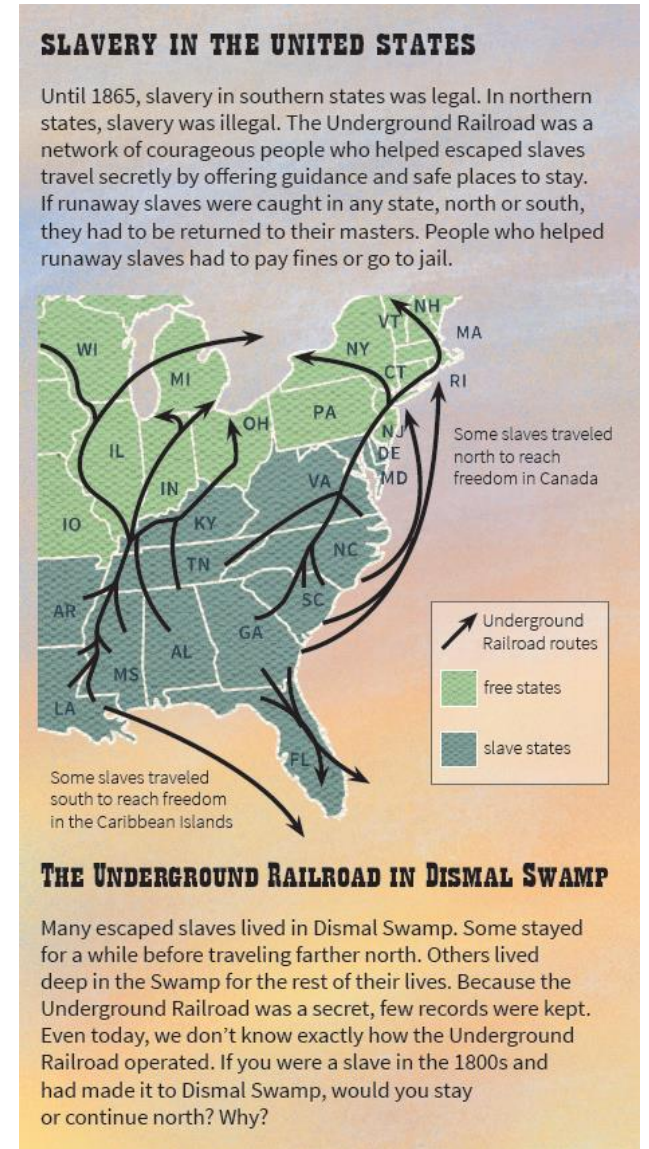 SLAVERY IN THE UNITED STATES
Until 1865, slavery in southern states was legal. In northern
states, slavery was illegal. The Underground Railroad was a
network of courageous people who helped escaped slaves
travel secretly by offering guidance and safe places to stay.
If runaway slaves were caught in any state, north or south,
they had to be returned to their masters. People who helped
runaway slaves had to pay fines or go to jail.
NH
VT
MA
WI
NY
MI
CT
RI
PA
OH
NJ
Some slaves traveled
north to reach
freedom in Canada
IL
DE
MD
VA
IN
IO
KY
NC
TN
SC
AR
GA
AL
MS
LA
FL
Underground
Railroad routes
free states
slave states
Some slaves traveled
south to reach freedom
in the Caribbean Islands
THE UNDERGROUND RAILROAD IN DISMAL SWAMP
Many escaped slaves lived in Dismal Swamp. Some stayed
for a while before traveling farther north. Others lived
deep in the Swamp for the rest of their lives. Because the
Underground Railroad was a secret, few records were kept.
Even today, we don't know exactly how the Underground
Railroad operated. If you were a slave in the 1800s and
had made it to Dismal Swamp, would you stay
or continue north? Why?